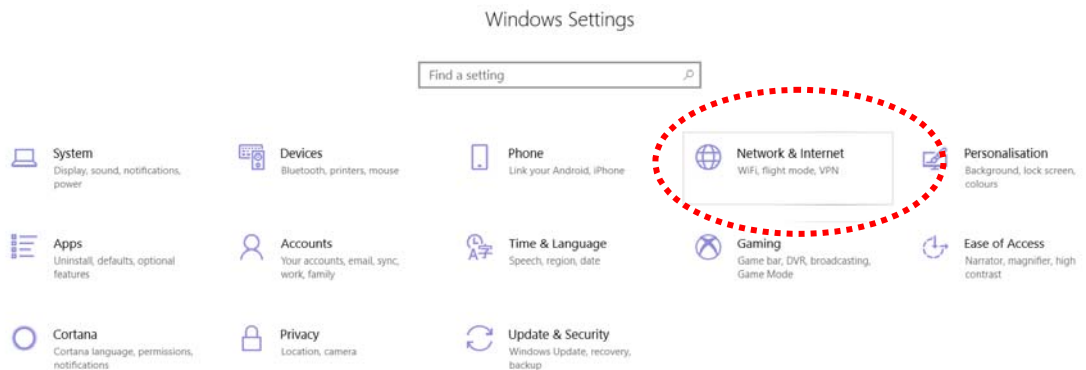 Windows Settings
Find a setting
System
Display, sound, notifications,
power
Devices
Bluetooth, printers, mouse
Phone
Link your Android, iPhone
Network & Internet
WiFi, flight mode, VPN
Personalisation
Background, lock screen,
colours
Apps
Uninstall, defaults, optional
features
Accounts
Your accounts, email, sync,
work, family
Time & Language
Speech, region, date
Gaming
Game bar, DVR, broadcasting,
Game Mode
Ease of Access
Narrator, magnifier, high
contrast
Cortana
Cortana language, permissions,
notifications
Privacy
Location, camera
Update & Security
Windows Update, recovery,
backup